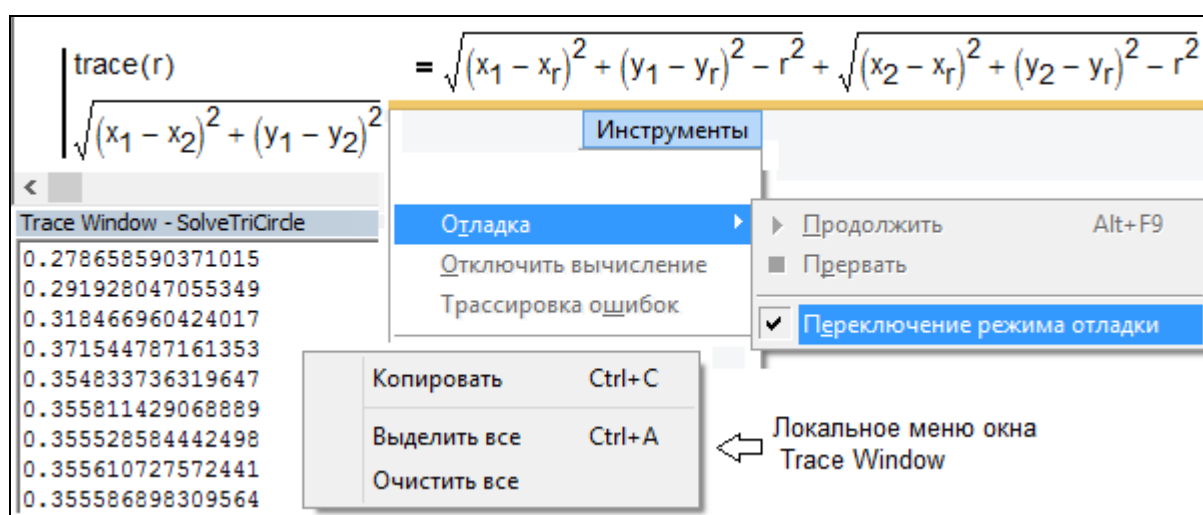 trace(r)
= √(x₁ − xᵣ)² + (y₁ − yᵣ)² − r² + √(x₂ − xᵣ)² + (y₂ − yᵣ)² − r²
√(x₁ − x₂)² + (y₁ − y₂)²
Инструменты
Trace Window - SolveTriCircle
0.278658590371015
0.291928047055349
0.318466960424017
0.371544787161353
0.354833736319647
0.355811429068889
0.355528584442498
0.355610727572441
0.355586898309564
Отладка
Отключить вычисление
Трассировка ошибок
Продолжить Alt+F9
Прервать
Переключение режима отладки
Копировать Ctrl+C
Выделить все Ctrl+A
Очистить все
Локальное меню окна
Trace Window